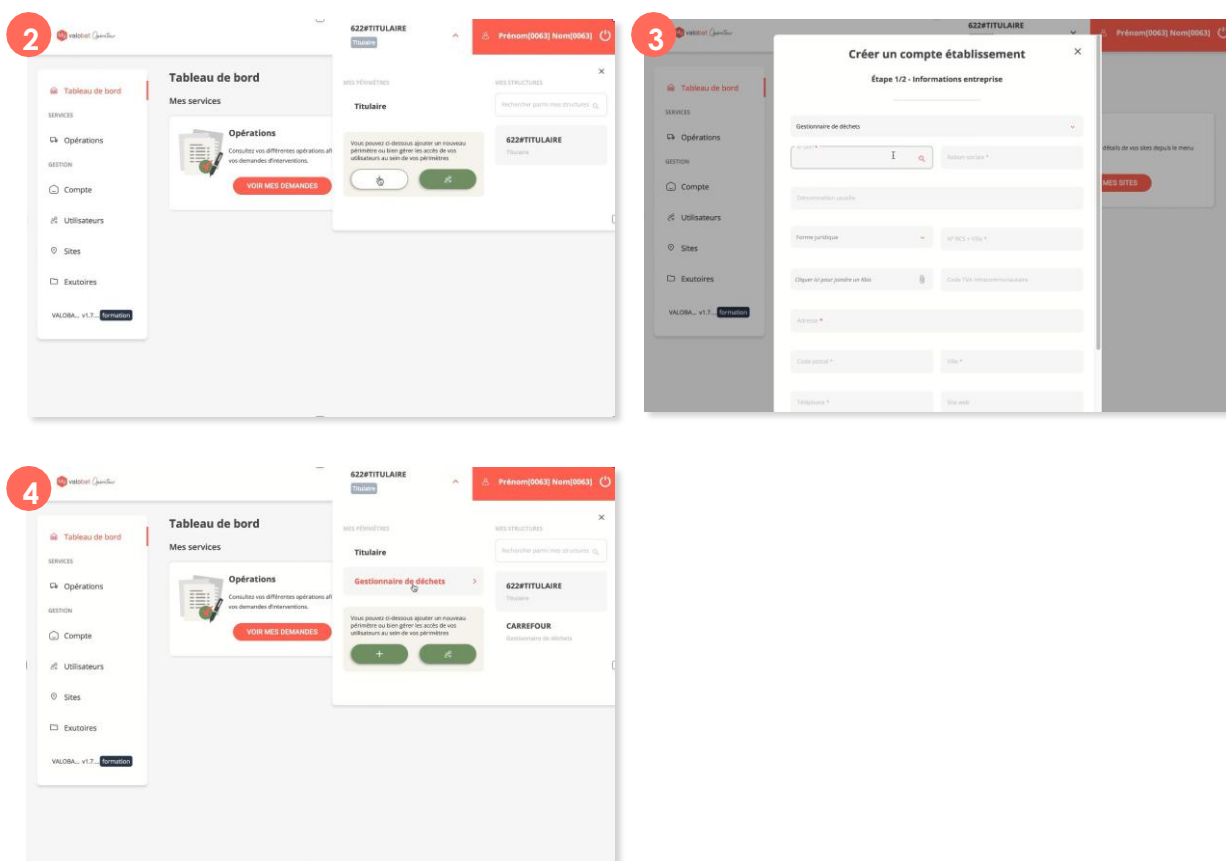 2
valobat Opérateur
622#TITULAIRE
Titulaire
Prénom[0063] Nom[0063]
Tableau de bord
SERVICES
Opérations
GESTION
Compte
Utilisateurs
Sites
Exutoires
VALOBA... v1.7... formation
Tableau de bord
Mes services
Opérations
Consultez vos différentes opérations afi
vos demandes d'interventions.
VOIR MES DEMANDES
MES PÉRIMÈTRES
Titulaire
Vous pouvez ci-dessous ajouter un nouveau
périmètre ou bien gérer les accès de vos
utilisateurs au sein de vos périmètres
MES STRUCTURES
Rechercher parmi mes structures
622#TITULAIRE
Titulaire
3
valobat Opérateur
622#TITULAIRE
Prénom[0063] Nom[0063]
Tableau de bord
SERVICES
Opérations
GESTION
Compte
Utilisateurs
Sites
Exutoires
VALOBA... v1.7... formation
Créer un compte établissement
Étape 1/2 - Informations entreprise
Gestionnaire de déchets
Raison sociale *
Dénomination usuelle
Forme juridique
N° RCS + Ville *
Cliquer ici pour joindre un Kbis
Code TVA intracommunautaire
Adresse *
Code postal *
Ville *
Téléphone *
Site web
détails de vos sites depuis le menu
MES SITES
4
valobat Opérateur
622#TITULAIRE
Titulaire
Prénom[0063] Nom[0063]
Tableau de bord
SERVICES
Opérations
GESTION
Compte
Utilisateurs
Sites
Exutoires
VALOBA... v1.7... formation
Tableau de bord
Mes services
Opérations
Consultez vos différentes opérations afi
vos demandes d'interventions.
VOIR MES DEMANDES
MES PÉRIMÈTRES
Titulaire
Gestionnaire de déchets
Vous pouvez ci-dessous ajouter un nouveau
périmètre ou bien gérer les accès de vos
utilisateurs au sein de vos périmètres
MES STRUCTURES
Rechercher parmi mes structures
622#TITULAIRE
Titulaire
CARREFOUR
Gestionnaire de déchets